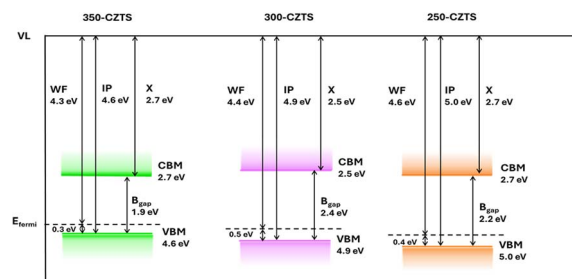 350-CZTS 300-CZTS 250-CZTS
VL
WF IP X
4.3 eV 4.6 eV 2.7 eV
WF IP X
4.4 eV 4.9 eV 2.5 eV
WF IP X
4.6 eV 5.0 eV 2.7 eV
CBM
2.7 eV
CBM
2.5 eV
CBM
2.7 eV
Bgap
1.9 eV
Bgap
2.4 eV
Bgap
2.2 eV
Efermi
0.3 eV
VBM
4.6 eV
0.5 eV
VBM
4.9 eV
0.4 eV
VBM
5.0 eV